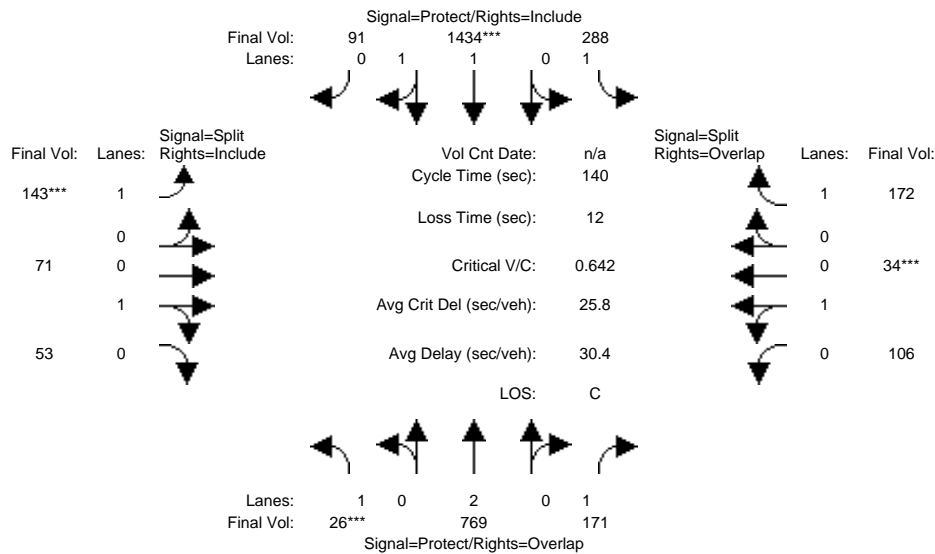 Signal=Protect/Rights=Include
Final Vol: 91 1434*** 288
Lanes: 0 1 1 0 1
Signal=Split
Final Vol: Lanes: Rights=Include
Vol Cnt Date: n/a
Signal=Split
Rights=Overlap Lanes: Final Vol:
Cycle Time (sec): 140
143*** 1
1 172
Loss Time (sec): 12
0
0
71 0
Critical V/C: 0.642
0 34***
1
Avg Crit Del (sec/veh): 25.8
1
53 0
Avg Delay (sec/veh): 30.4
0 106
LOS: C
Lanes: 1 0 2 0 1
Final Vol: 26*** 769 171
Signal=Protect/Rights=Overlap